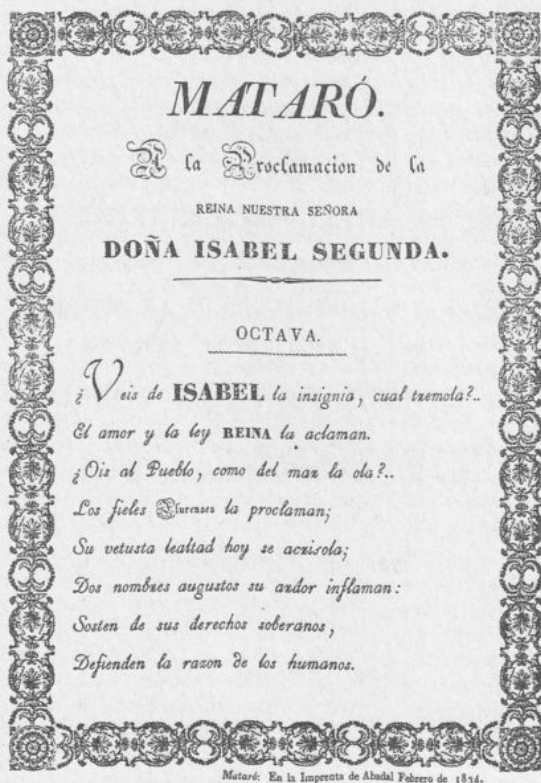 MATARÓ.
A la Proclamacion de la
REINA NUESTRA SEÑORA
DOÑA ISABEL SEGUNDA.
OCTAVA.
¿Veis de ISABEL la insignia, cual tremola?..
El amor y la ley REINA la aclaman.
¿Ois al Pueblo, como del mar la ola?..
Los fieles Ilurenses la proclaman;
Su vetusta lealtad hoy se acrisola;
Dos nombres augustos su ardor inflaman:
Sosten de sus derechos soberanos,
Defienden la razon de los humanos.
Mataró: En la Imprenta de Abadal Febrero de 1834.